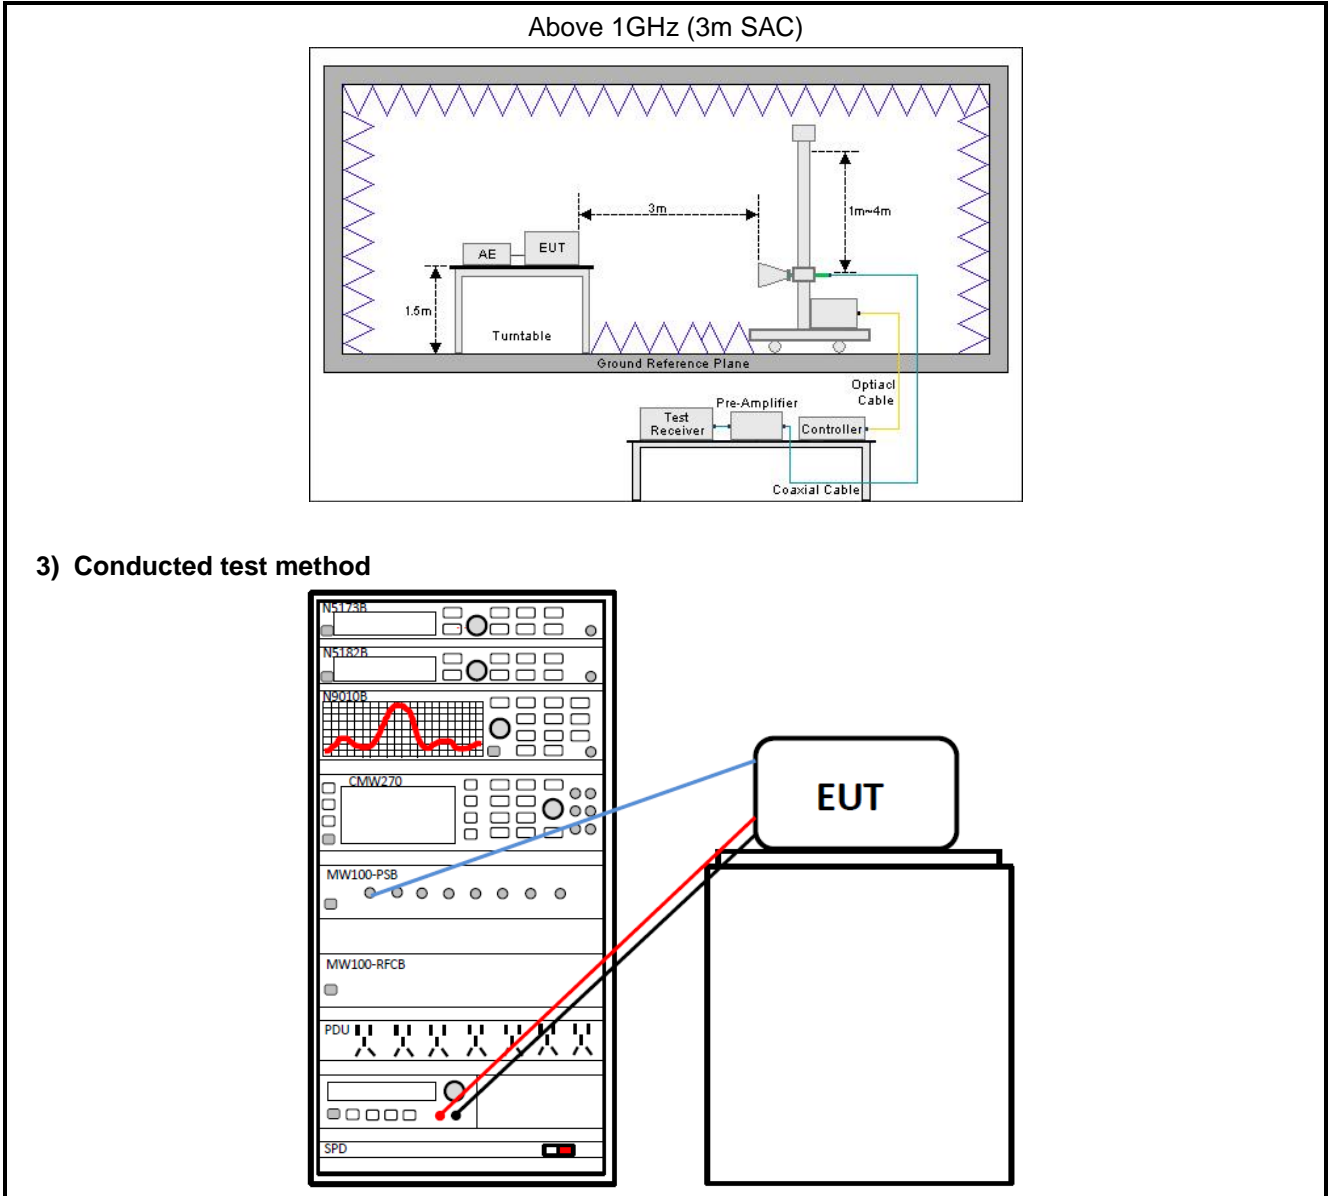 Above 1GHz (3m SAC)
3m
1m~4m
AE
EUT
1.5m
Turntable
Ground Reference Plane
Optiacl
Cable
Pre-Amplifier
Test
Receiver
Controller
Coaxial Cable
3) Conducted test method
N5173B
N5182B
N9010B
CMW270
EUT
MW100-PSB
MW100-RFCB
PDU
SPD